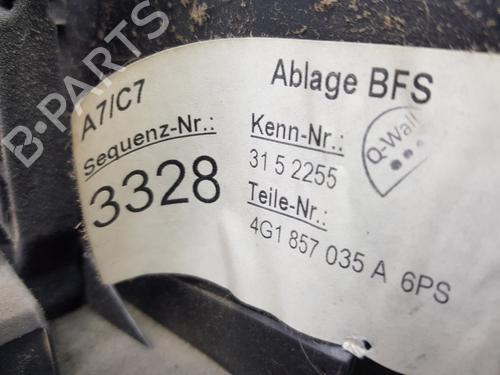 B-PARTS
A7/C7
Sequenz-Nr.:
3328
Ablage BFS
Kenn-Nr.:
31 5 2255
Teile-Nr.:
4G1 857 035 A 6PS
Q-Wall